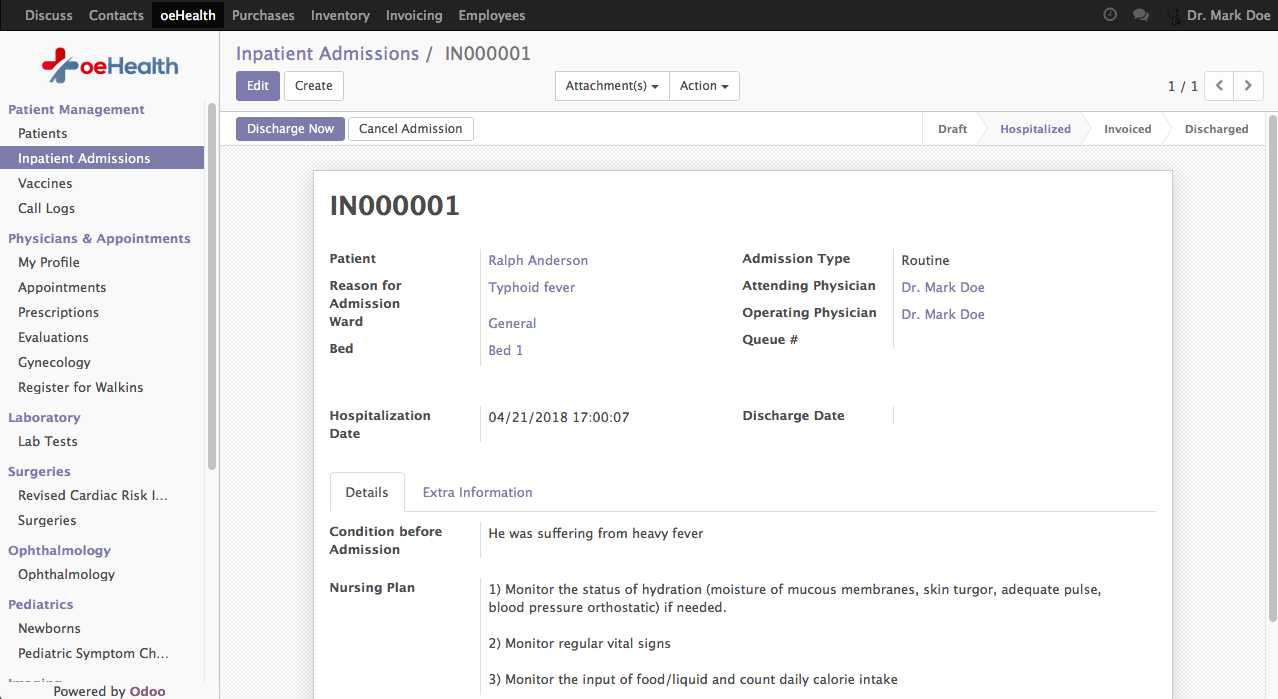 Discuss Contacts oeHealth Purchases Inventory Invoicing Employees Dr. Mark Doe
oeHealth
Patient Management
Patients
Inpatient Admissions
Vaccines
Call Logs
Physicians & Appointments
My Profile
Appointments
Prescriptions
Evaluations
Gynecology
Register for Walkins
Laboratory
Lab Tests
Surgeries
Revised Cardiac Risk I...
Surgeries
Ophthalmology
Ophthalmology
Pediatrics
Newborns
Pediatric Symptom Ch...
Powered by Odoo
Inpatient Admissions / IN000001
Edit Create Attachment(s) Action 1 / 1
Discharge Now Cancel Admission Draft Hospitalized Invoiced Discharged
IN000001
Patient Ralph Anderson
Reason for
Admission
Typhoid fever
Ward General
Bed Bed 1
Admission Type Routine
Attending Physician Dr. Mark Doe
Operating Physician Dr. Mark Doe
Queue #
Hospitalization
Date
04/21/2018 17:00:07
Discharge Date
Details Extra Information
Condition before
Admission
He was suffering from heavy fever
Nursing Plan
1) Monitor the status of hydration (moisture of mucous membranes, skin turgor, adequate pulse,
blood pressure orthostatic) if needed.
2) Monitor regular vital signs
3) Monitor the input of food/liquid and count daily calorie intake